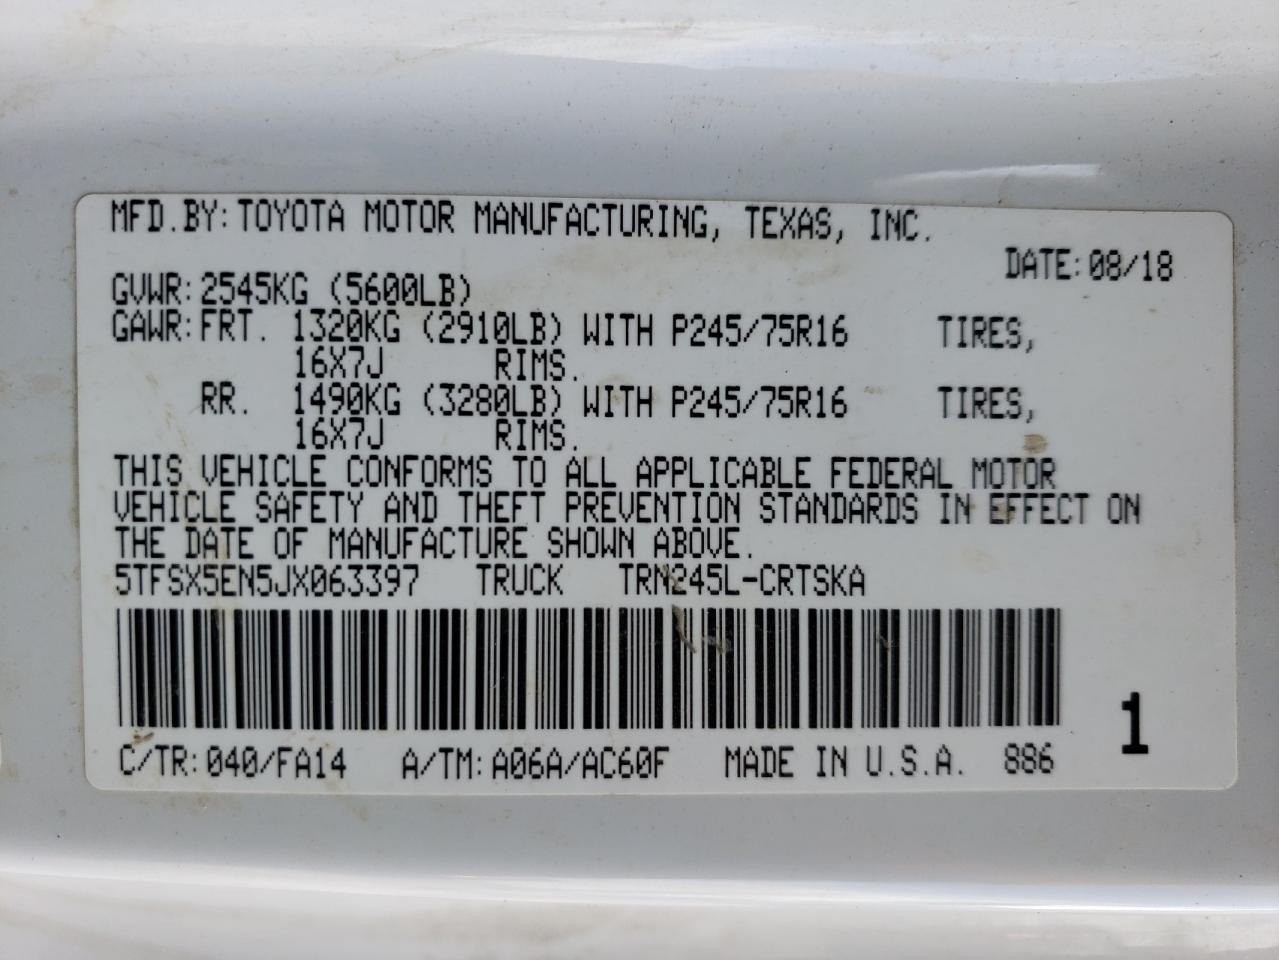 MFD.BY: TOYOTA MOTOR MANUFACTURING, TEXAS, INC.
DATE: 08/18
GVWR: 2545KG (5600LB)
GAWR: FRT. 1320KG (2910LB) WITH P245/75R16 TIRES,
16X7J RIMS.
RR. 1490KG (3280LB) WITH P245/75R16 TIRES,
16X7J RIMS.
THIS VEHICLE CONFORMS TO ALL APPLICABLE FEDERAL MOTOR
VEHICLE SAFETY AND THEFT PREVENTION STANDARDS IN EFFECT ON
THE DATE OF MANUFACTURE SHOWN ABOVE.
5TFSX5EN5JX063397 TRUCK TRN245L-CRTSKA
1
C/TR: 040/FA14 A/TM: A06A/AC60F MADE IN U.S.A. 886